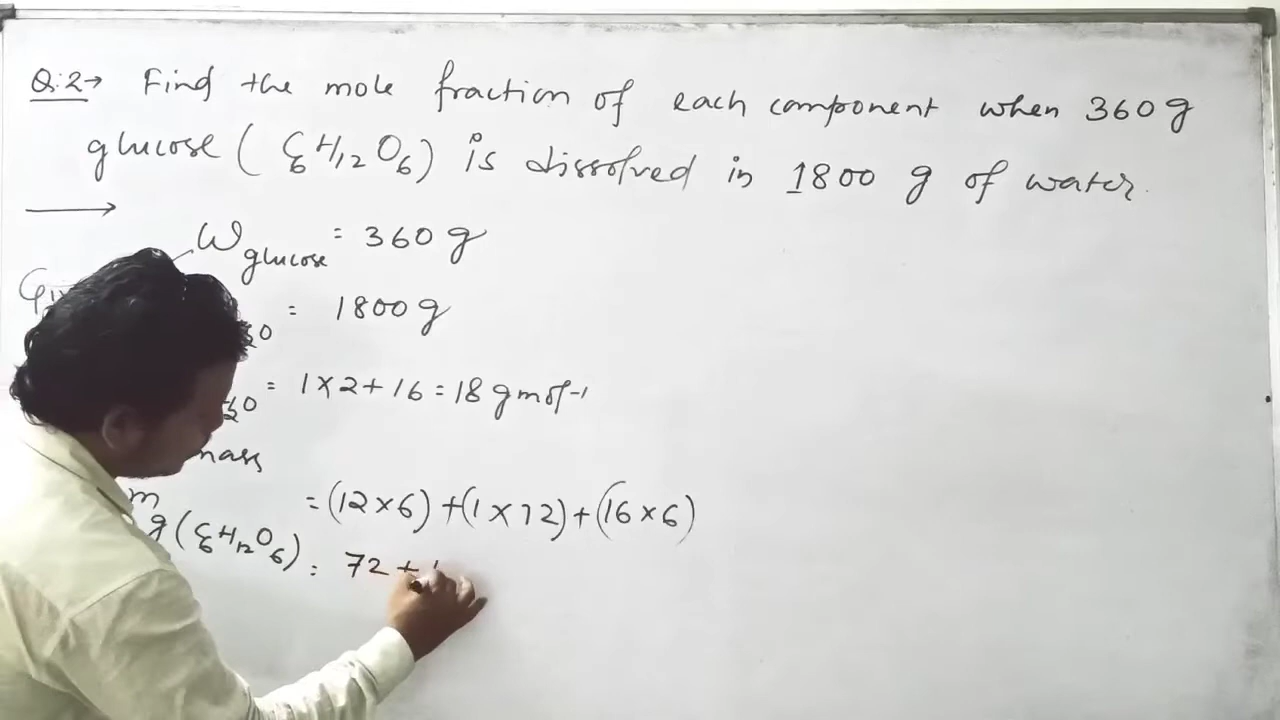 Q:2→ Find the mole fraction of each component when 360 g
glucose (C6H12O6) is dissolved in 1800 g of water.
W glucose = 360 g
= 1800 g
= 1×2+16 = 18 g mol-1
mass
m g (C6H12O6) = (12×6)+(1×12)+(16×6)
= 72 +